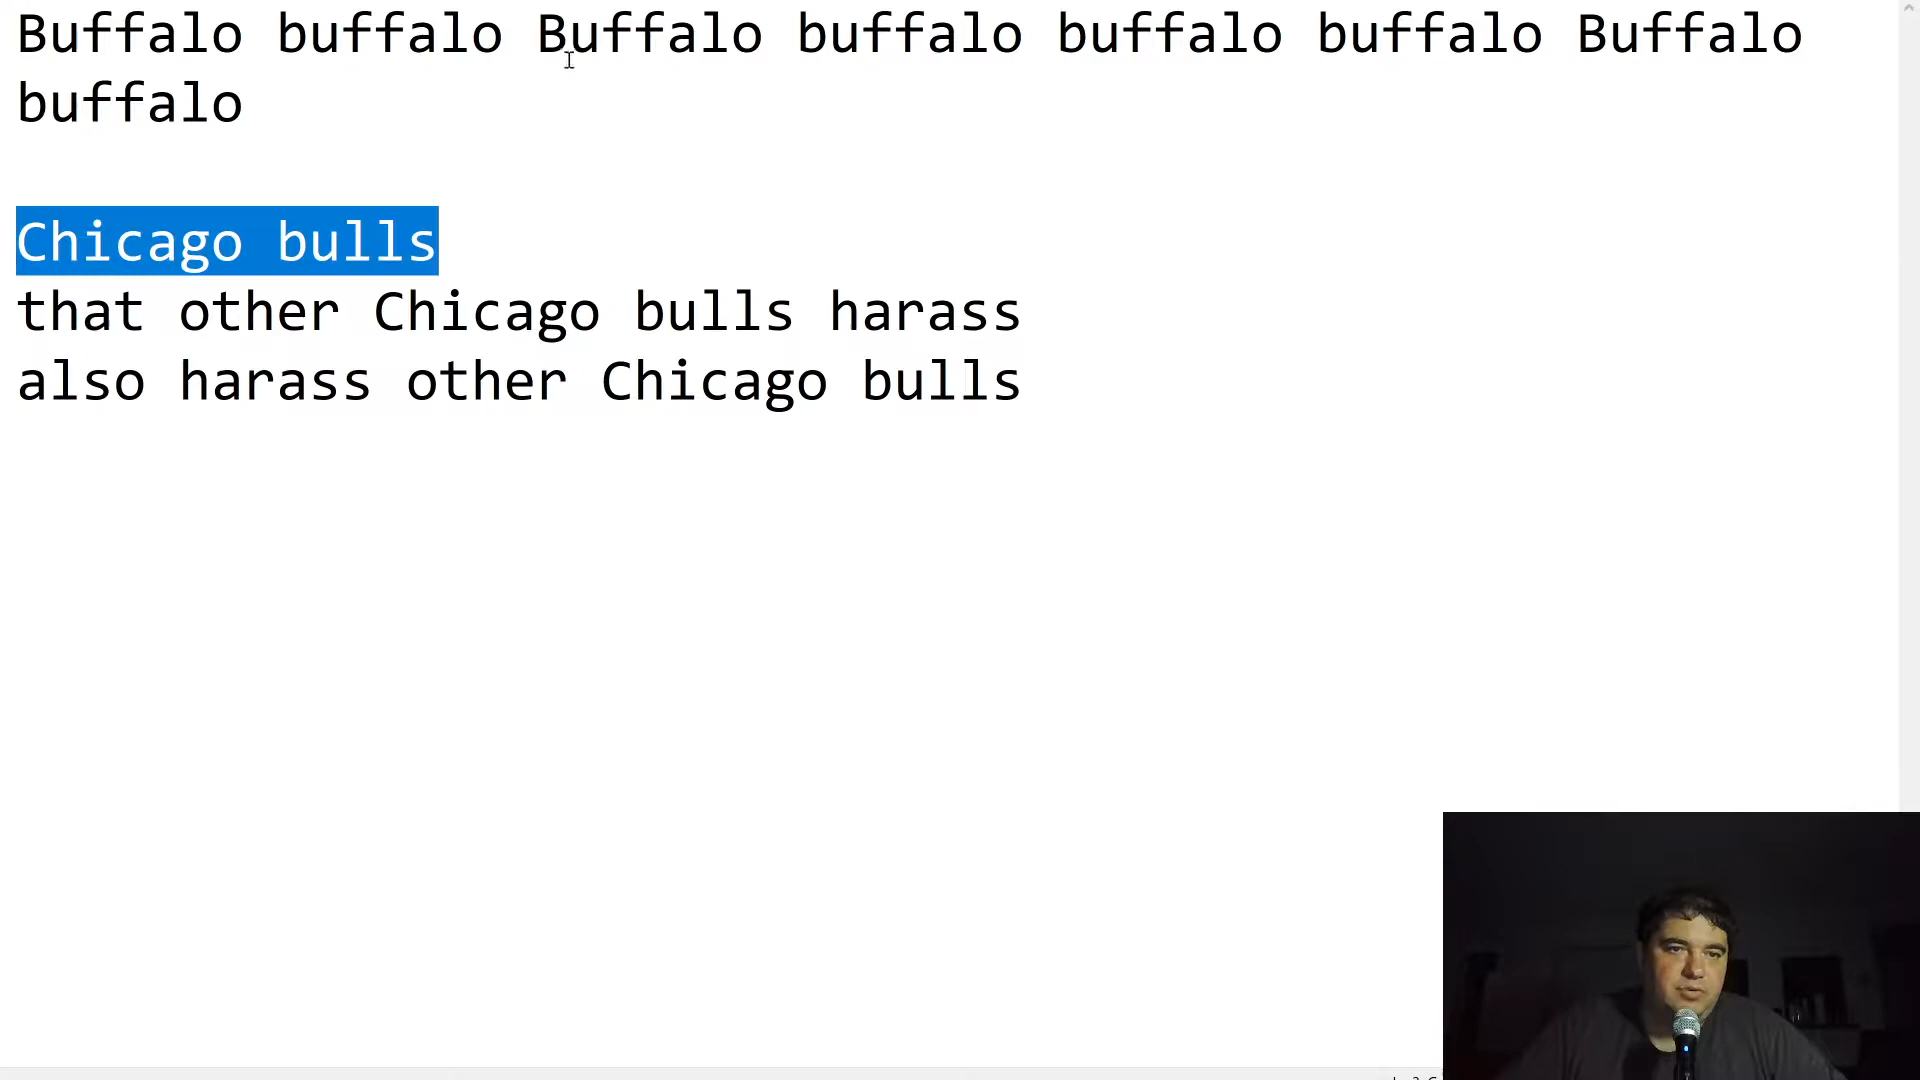 Buffalo buffalo Buffalo buffalo buffalo buffalo Buffalo
buffalo
Chicago bulls
that other Chicago bulls harass
also harass other Chicago bulls